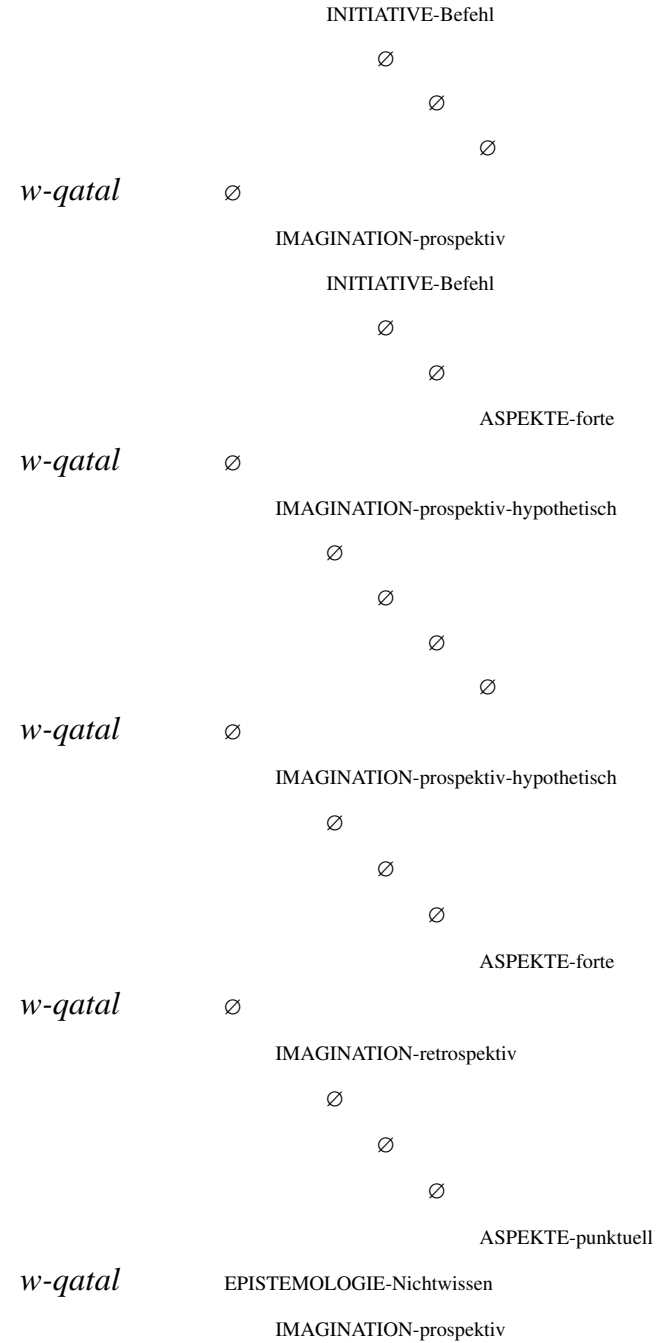 INITIATIVE-Befehl
∅
∅
∅
w-qatal ∅
IMAGINATION-prospektiv
INITIATIVE-Befehl
∅
∅
ASPEKTE-forte
w-qatal ∅
IMAGINATION-prospektiv-hypothetisch
∅
∅
∅
∅
w-qatal ∅
IMAGINATION-prospektiv-hypothetisch
∅
∅
∅
ASPEKTE-forte
w-qatal ∅
IMAGINATION-retrospektiv
∅
∅
∅
ASPEKTE-punktuell
w-qatal EPISTEMOLOGIE-Nichtwissen
IMAGINATION-prospektiv